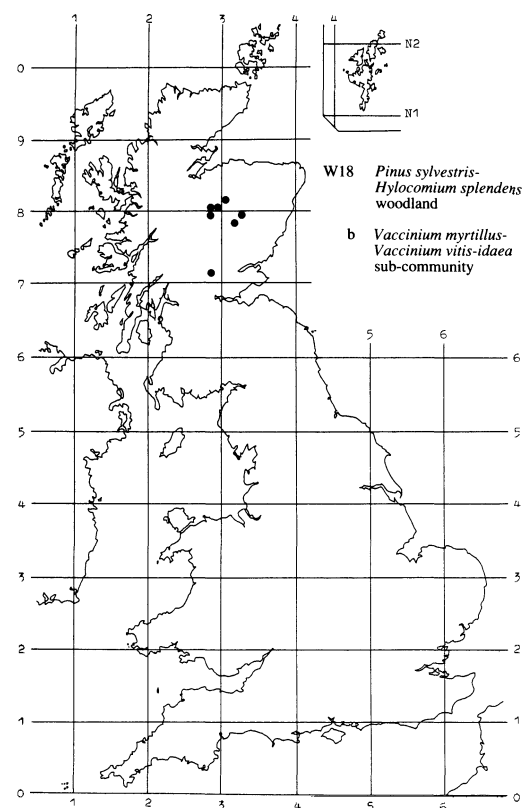 1 2 3 4
4
N2
N1
0
9
8
7
W18 Pinus sylvestris-
Hylocomium splendens
woodland
b Vaccinium myrtillus-
Vaccinium vitis-idaea
sub-community
5 6
6 6
5 5
4 4
3 3
2 2
1 1
0 0
1 2 3 4 5 6